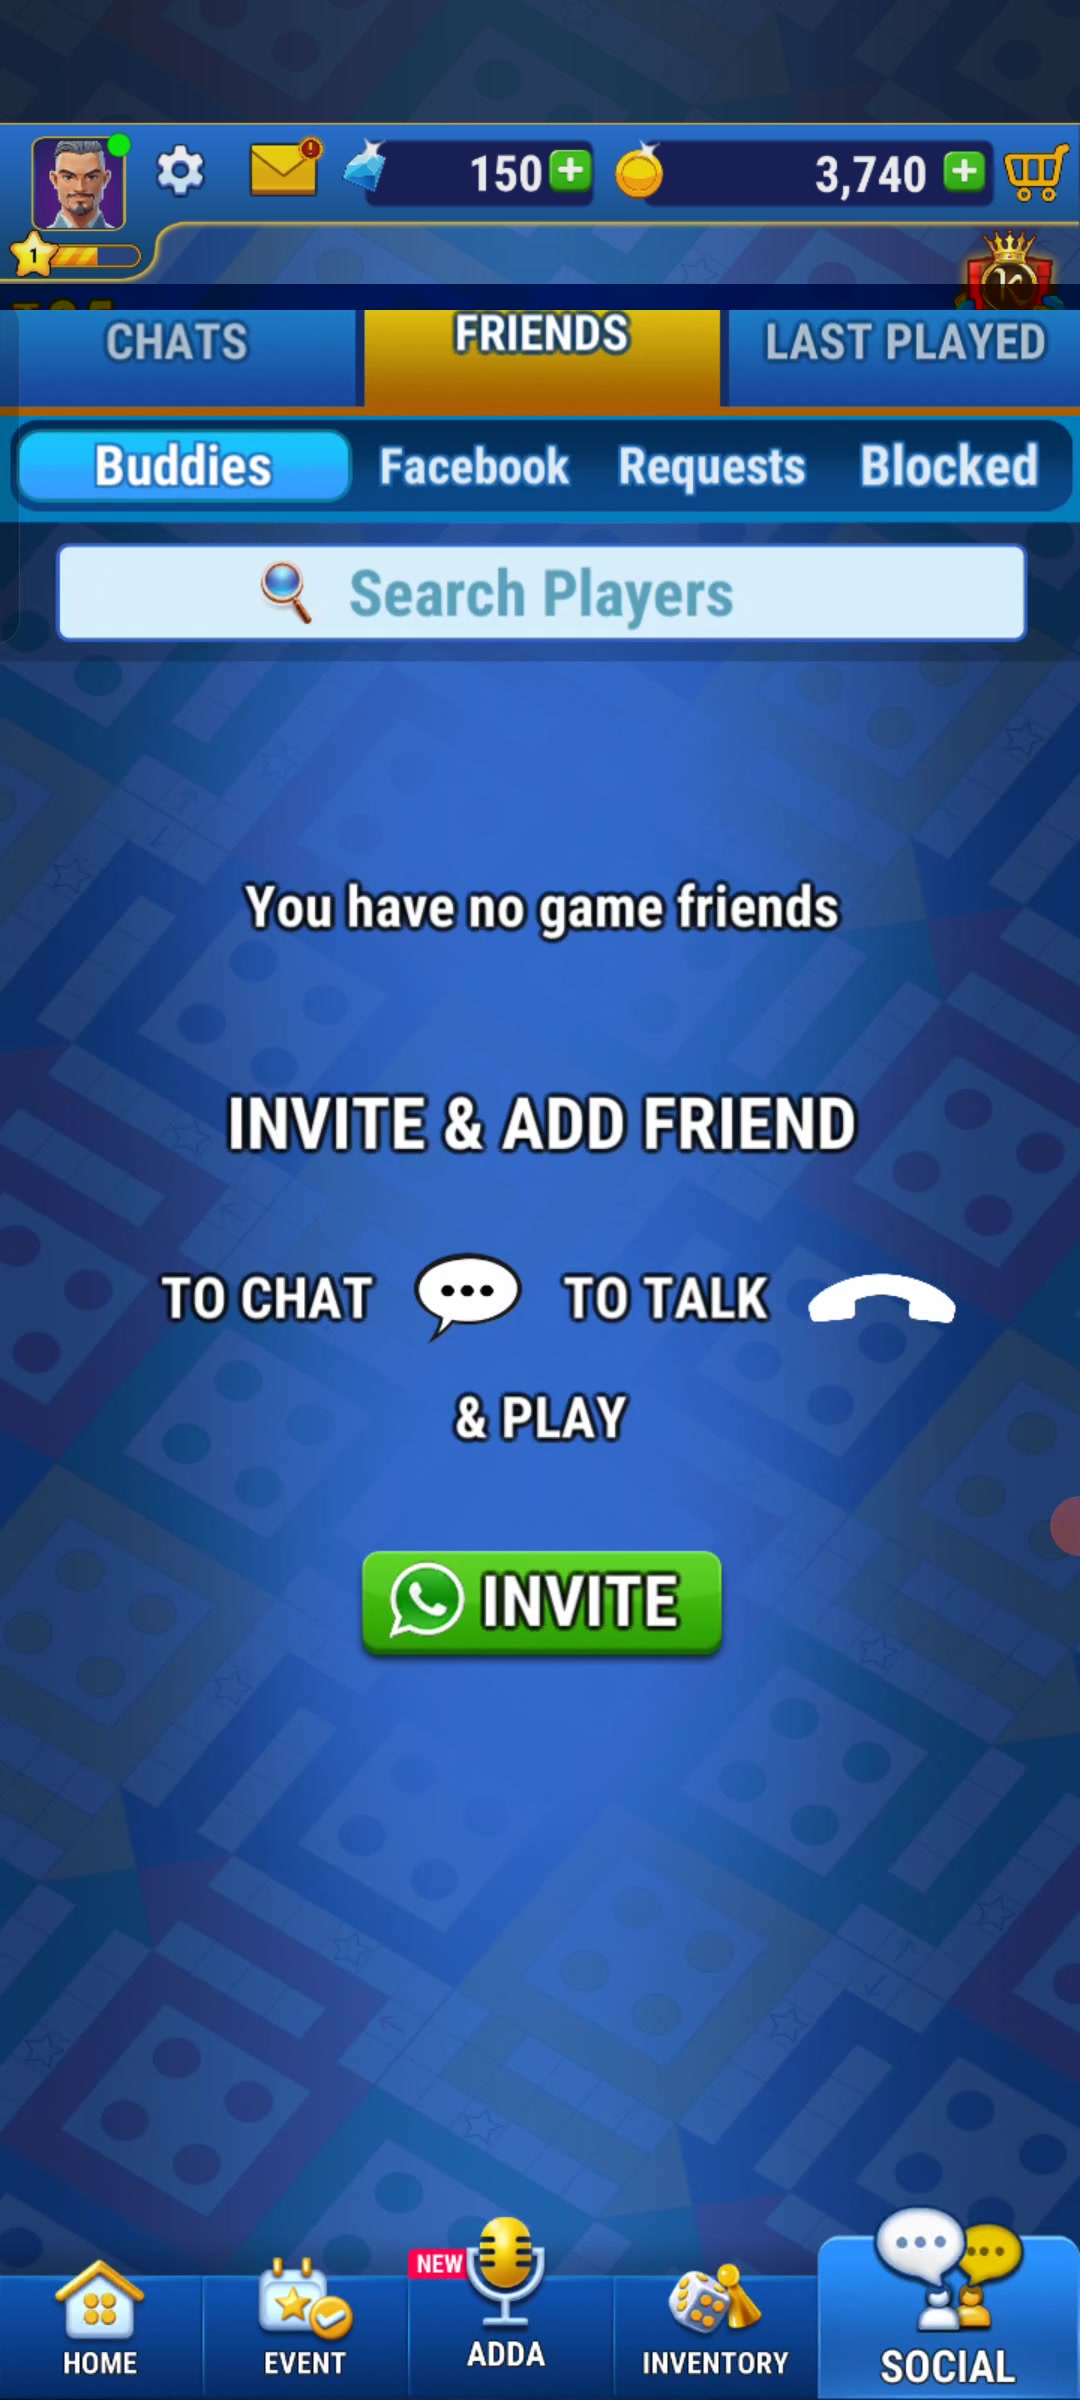 150
3,740
1
CHATS
FRIENDS
LAST PLAYED
Buddies
Facebook
Requests
Blocked
Search Players
You have no game friends
INVITE & ADD FRIEND
TO CHAT
TO TALK
& PLAY
INVITE
NEW
HOME
EVENT
ADDA
INVENTORY
SOCIAL